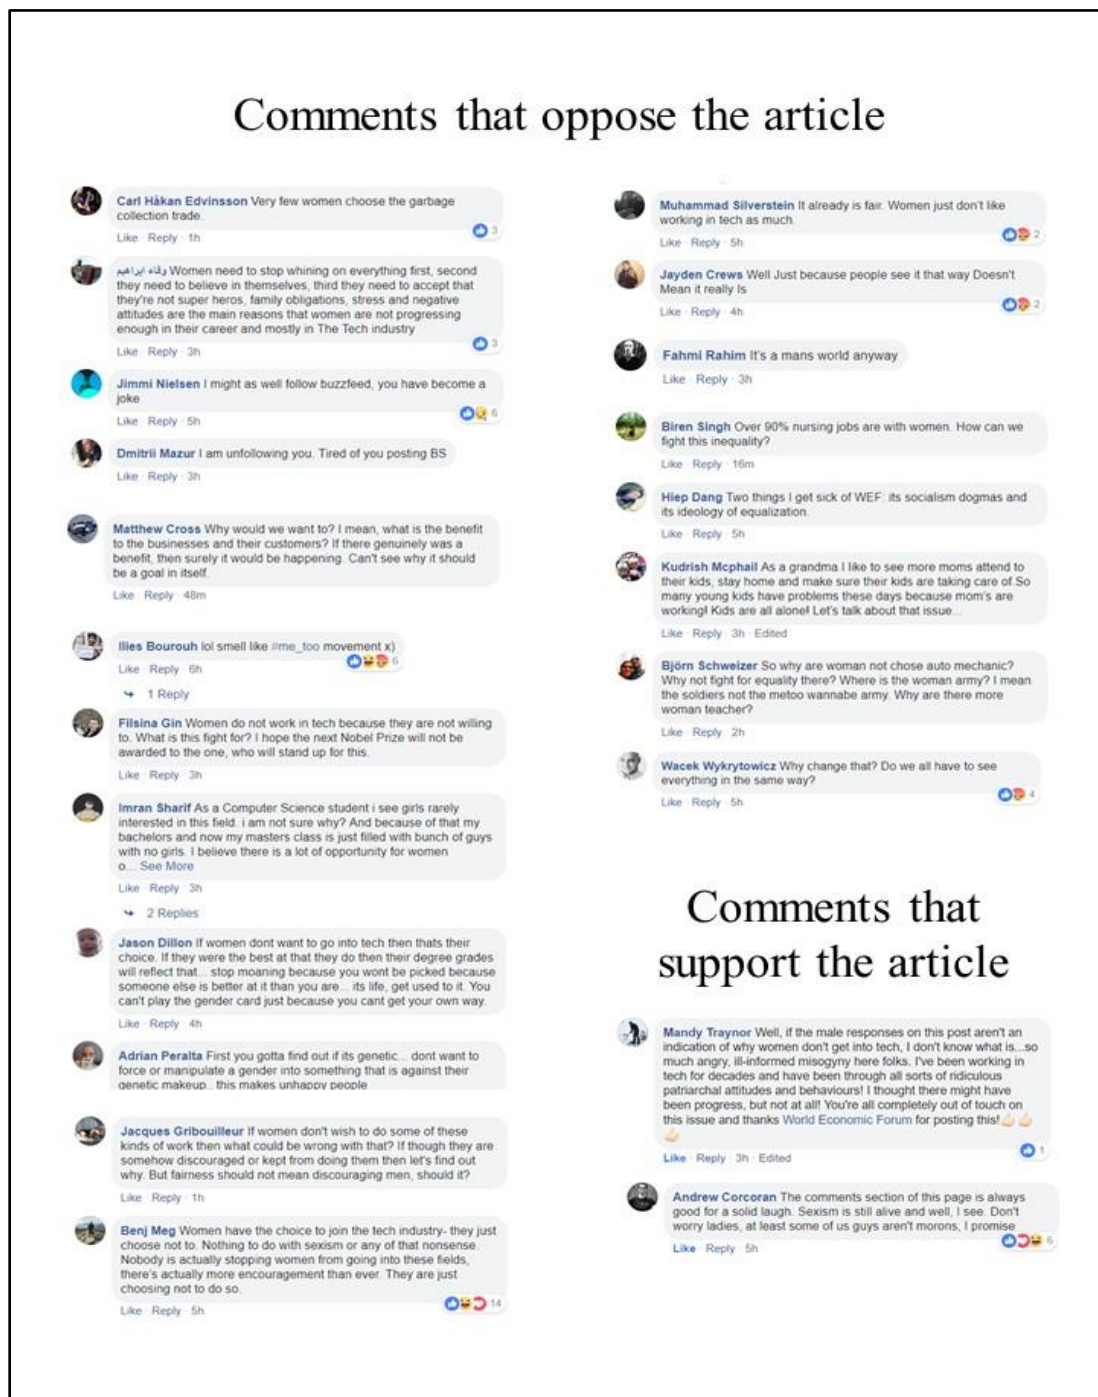 Comments that oppose the article
Carl Håkan Edvinsson Very few women choose the garbage
collection trade.
Like · Reply · 1h
3
وفاء ابراهيم Women need to stop whining on everything first, second
they need to believe in themselves, third they need to accept that
they're not super heros, family obligations, stress and negative
attitudes are the main reasons that women are not progressing
enough in their career and mostly in The Tech industry
Like · Reply · 3h
3
Jimmi Nielsen I might as well follow buzzfeed, you have become a
joke
Like · Reply · 5h
6
Dmitrii Mazur I am unfollowing you. Tired of you posting BS
Like · Reply · 3h
Matthew Cross Why would we want to? I mean, what is the benefit
to the businesses and their customers? If there genuinely was a
benefit, then surely it would be happening. Can't see why it should
be a goal in itself.
Like · Reply · 48m
Ilies Bourouh lol smell like #me_too movement x)
Like · Reply · 6h
6
1 Reply
Filsina Gin Women do not work in tech because they are not willing
to. What is this fight for? I hope the next Nobel Prize will not be
awarded to the one, who will stand up for this.
Like · Reply · 3h
Imran Sharif As a Computer Science student i see girls rarely
interested in this field. i am not sure why? And because of that my
bachelors and now my masters class is just filled with bunch of guys
with no girls. I believe there is a lot of opportunity for women
o... See More
Like · Reply · 3h
2 Replies
Jason Dillon If women dont want to go into tech then thats their
choice. If they were the best at that they do then their degree grades
will reflect that... stop moaning because you wont be picked because
someone else is better at it than you are... its life, get used to it. You
can't play the gender card just because you cant get your own way.
Like · Reply · 4h
Adrian Peralta First you gotta find out if its genetic... dont want to
force or manipulate a gender into something that is against their
genetic makeup.. this makes unhappy people
Jacques Gribouilleur If women don't wish to do some of these
kinds of work then what could be wrong with that? If though they are
somehow discouraged or kept from doing them then let's find out
why. But fairness should not mean discouraging men, should it?
Like · Reply · 1h
Benj Meg Women have the choice to join the tech industry- they just
choose not to. Nothing to do with sexism or any of that nonsense.
Nobody is actually stopping women from going into these fields,
there's actually more encouragement than ever. They are just
choosing not to do so.
Like · Reply · 5h
14
Muhammad Silverstein It already is fair. Women just don't like
working in tech as much.
Like · Reply · 5h
2
Jayden Crews Well Just because people see it that way Doesn't
Mean it really Is
Like · Reply · 4h
2
Fahmi Rahim It's a mans world anyway
Like · Reply · 3h
Biren Singh Over 90% nursing jobs are with women. How can we
fight this inequality?
Like · Reply · 16m
Hiep Dang Two things I get sick of WEF: its socialism dogmas and
its ideology of equalization.
Like · Reply · 5h
Kudrish Mcphail As a grandma I like to see more moms attend to
their kids, stay home and make sure their kids are taking care of So
many young kids have problems these days because mom's are
working! Kids are all alone! Let's talk about that issue...
Like · Reply · 3h · Edited
Björn Schweizer So why are woman not chose auto mechanic?
Why not fight for equality there? Where is the woman army? I mean
the soldiers not the metoo wannabe army. Why are there more
woman teacher?
Like · Reply · 2h
Wacek Wykrytowicz Why change that? Do we all have to see
everything in the same way?
Like · Reply · 5h
4
Comments that
support the article
Mandy Traynor Well, if the male responses on this post aren't an
indication of why women don't get into tech, I don't know what is...so
much angry, ill-informed misogyny here folks. I've been working in
tech for decades and have been through all sorts of ridiculous
patriarchal attitudes and behaviours! I thought there might have
been progress, but not at all! You're all completely out of touch on
this issue and thanks World Economic Forum for posting this!👍🏻👍🏻
👍🏻
Like · Reply · 3h · Edited
1
Andrew Corcoran The comments section of this page is always
good for a solid laugh. Sexism is still alive and well, I see. Don't
worry ladies, at least some of us guys aren't morons, I promise
Like · Reply · 5h
6